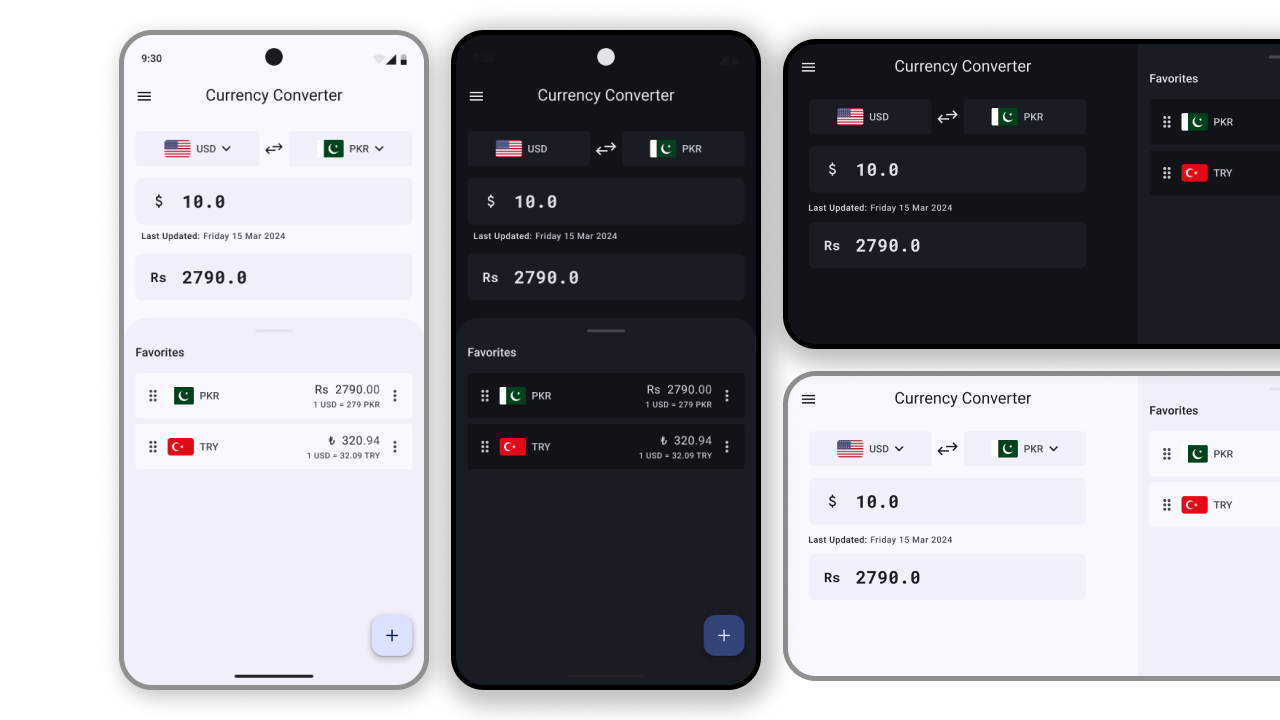 9:30
Currency Converter
USD PKR
$ 10.0
Last Updated: Friday 15 Mar 2024
Rs 2790.0
Favorites
PKR Rs 2790.00
1 USD = 279 PKR
TRY ₺ 320.94
1 USD = 32.09 TRY
9:30
Currency Converter
USD PKR
$ 10.0
Last Updated: Friday 15 Mar 2024
Rs 2790.0
Favorites
PKR Rs 2790.00
1 USD = 279 PKR
TRY ₺ 320.94
1 USD = 32.09 TRY
Currency Converter
USD PKR
$ 10.0
Last Updated: Friday 15 Mar 2024
Rs 2790.0
Favorites
PKR
TRY
Currency Converter
USD PKR
$ 10.0
Last Updated: Friday 15 Mar 2024
Rs 2790.0
Favorites
PKR
TRY